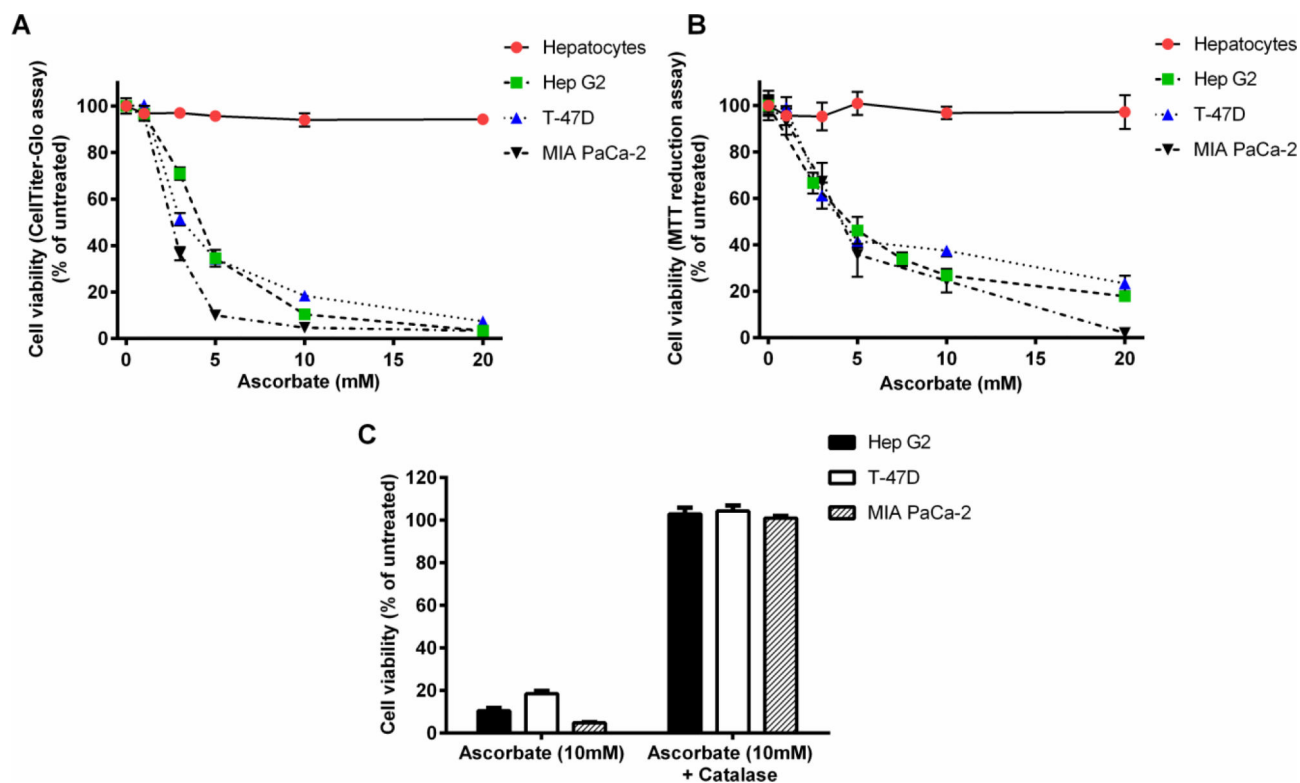 A
Hepatocytes
Hep G2
T-47D
MIA PaCa-2
Cell viability (CellTiter-Glo assay)
(% of untreated)
100
80
60
40
20
0
0 5 10 15 20
Ascorbate (mM)
B
Hepatocytes
Hep G2
T-47D
MIA PaCa-2
Cell viability (MTT reduction assay)
(% of untreated)
100
80
60
40
20
0
0 5 10 15 20
Ascorbate (mM)
C
Hep G2
T-47D
MIA PaCa-2
Cell viability (% of untreated)
120
100
80
60
40
20
0
Ascorbate (10mM)
Ascorbate (10mM)
+ Catalase